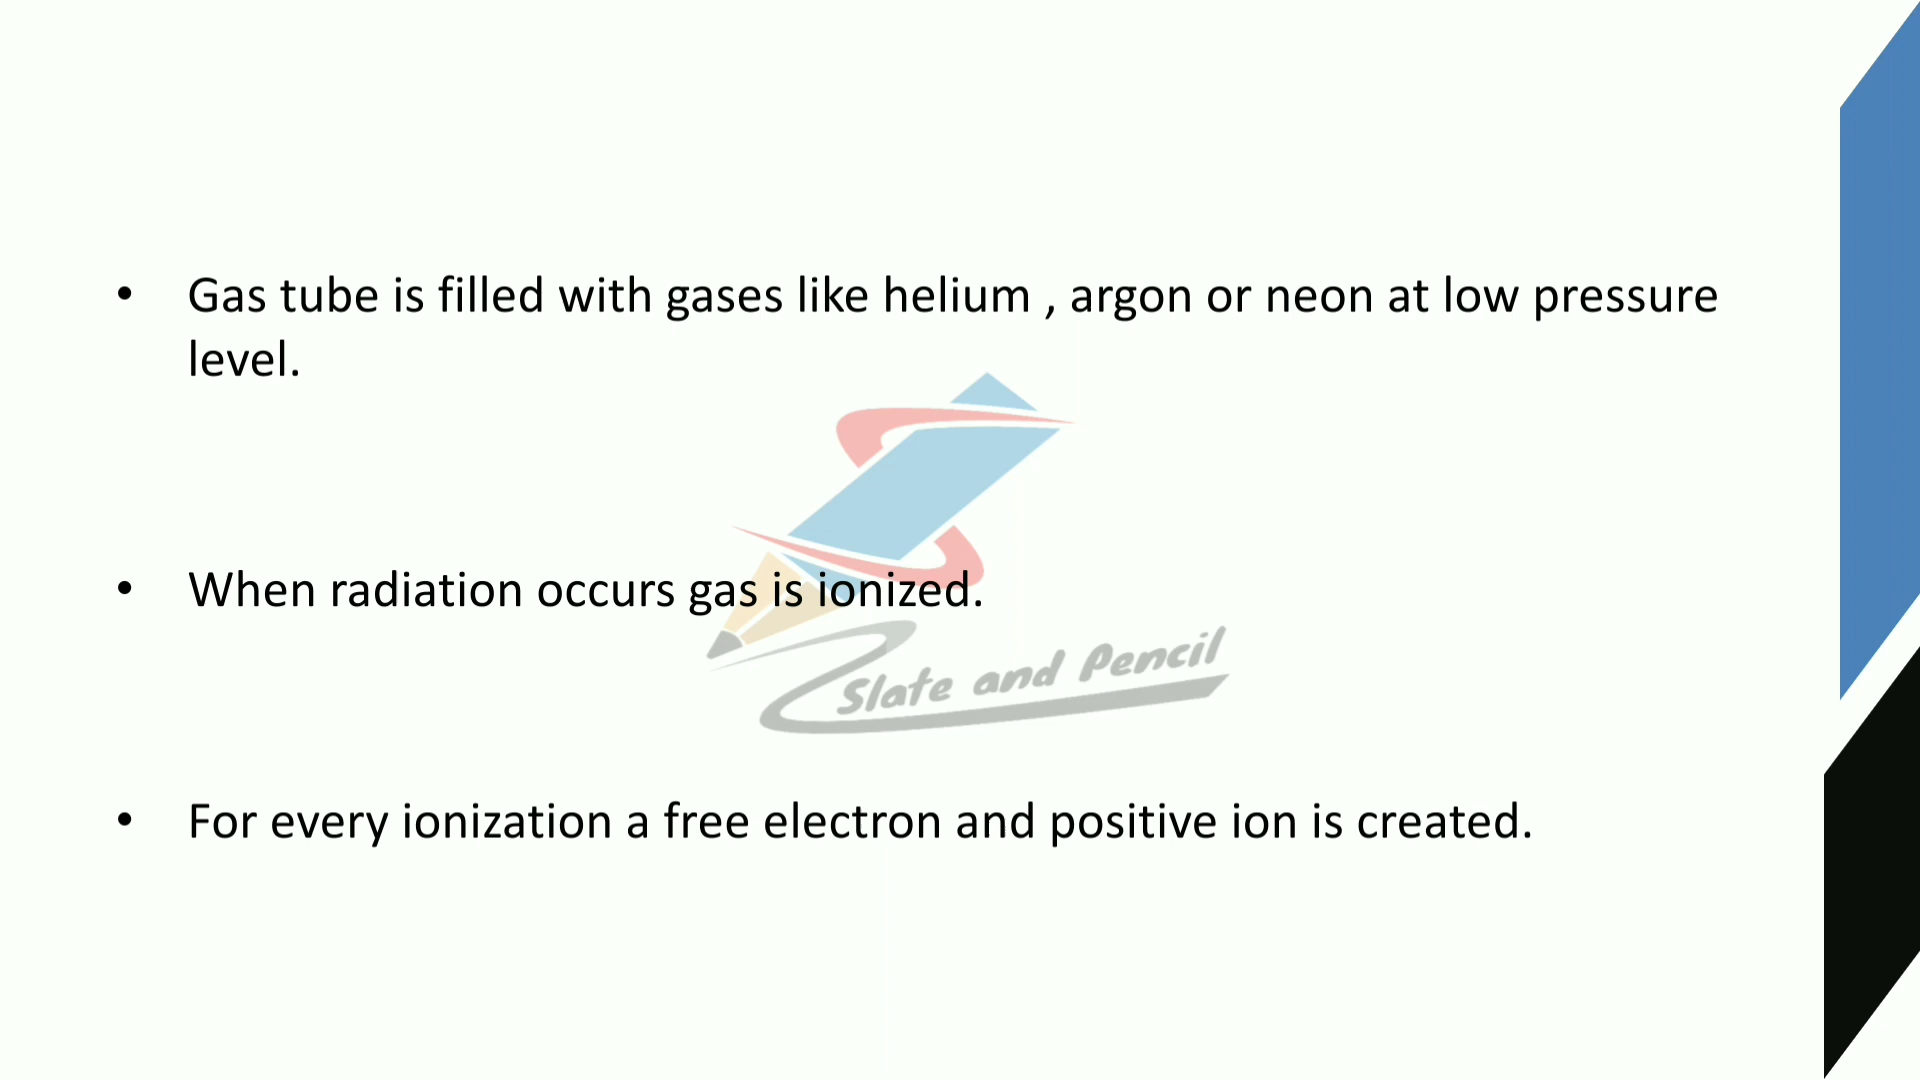 • Gas tube is filled with gases like helium , argon or neon at low pressure
level.
• When radiation occurs gas is ionized.
Slate and Pencil
• For every ionization a free electron and positive ion is created.